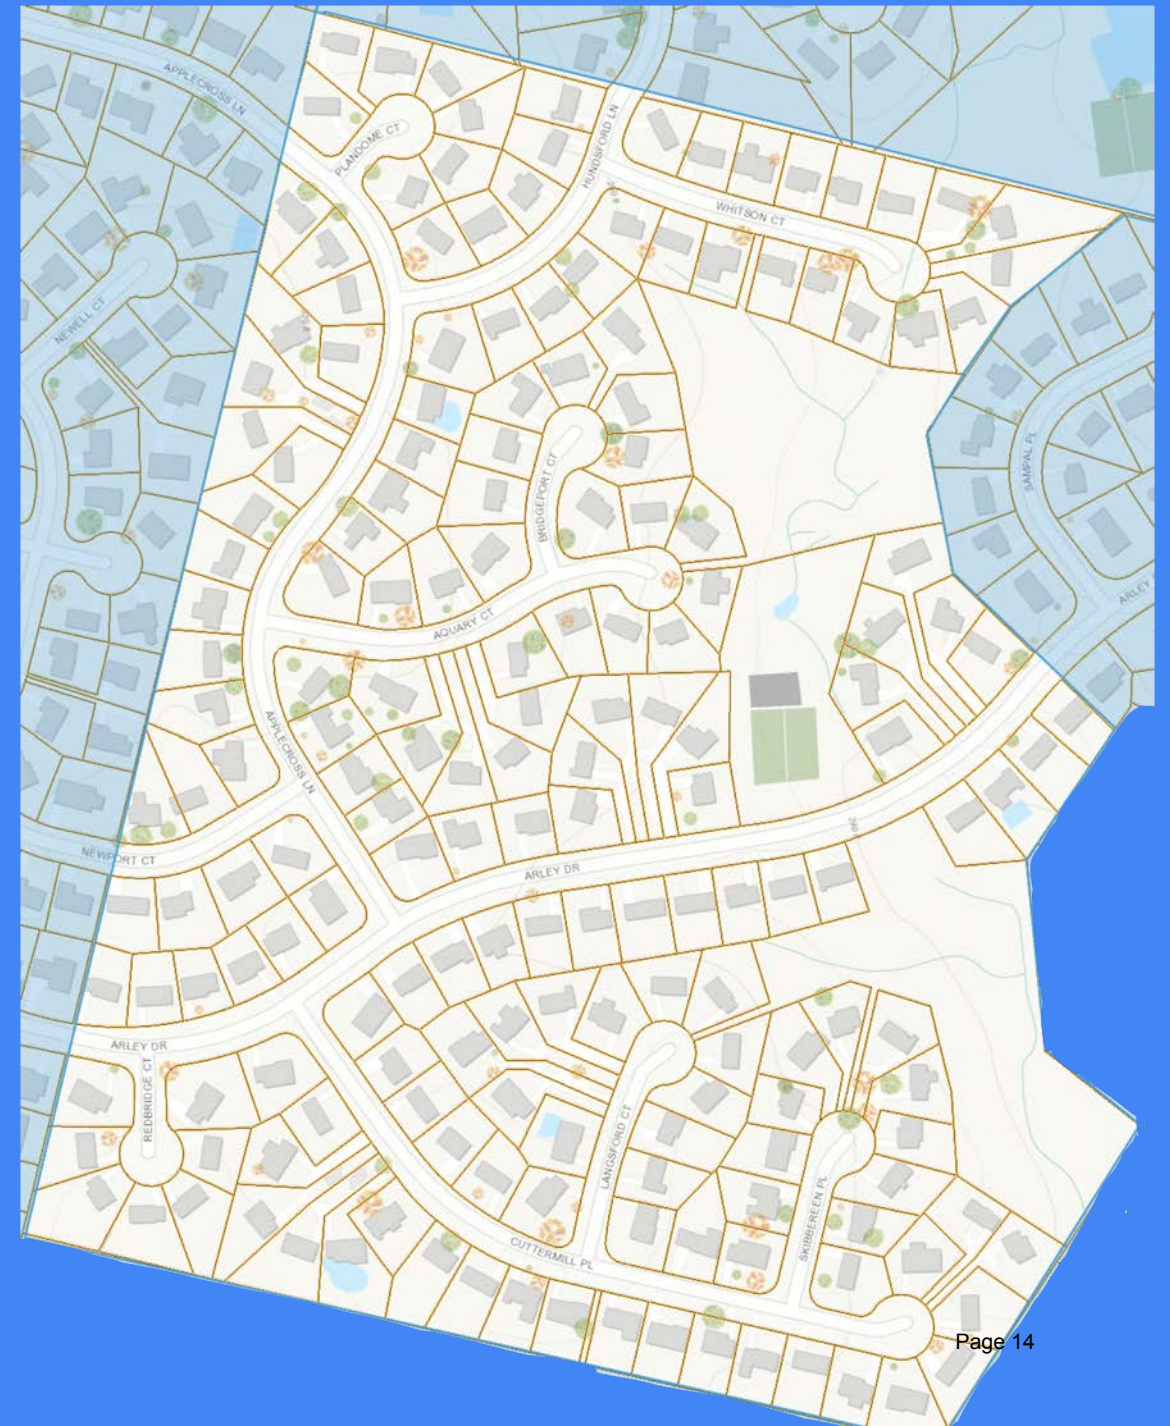 APPLECROSS LN
PLANDOME CT
HUNDSFORD LN
WHITSON CT
NEWELL CT
BRIDGEPORT CT
SAMPAL PL
ARLEY
AQUARY CT
APPLECROSS LN
NEWPORT CT
ARLEY DR
ARLEY DR
REDBRIDGE CT
LANGSFORD CT
SKIBBEREEN PL
CUTTERMILL PL
Page 14